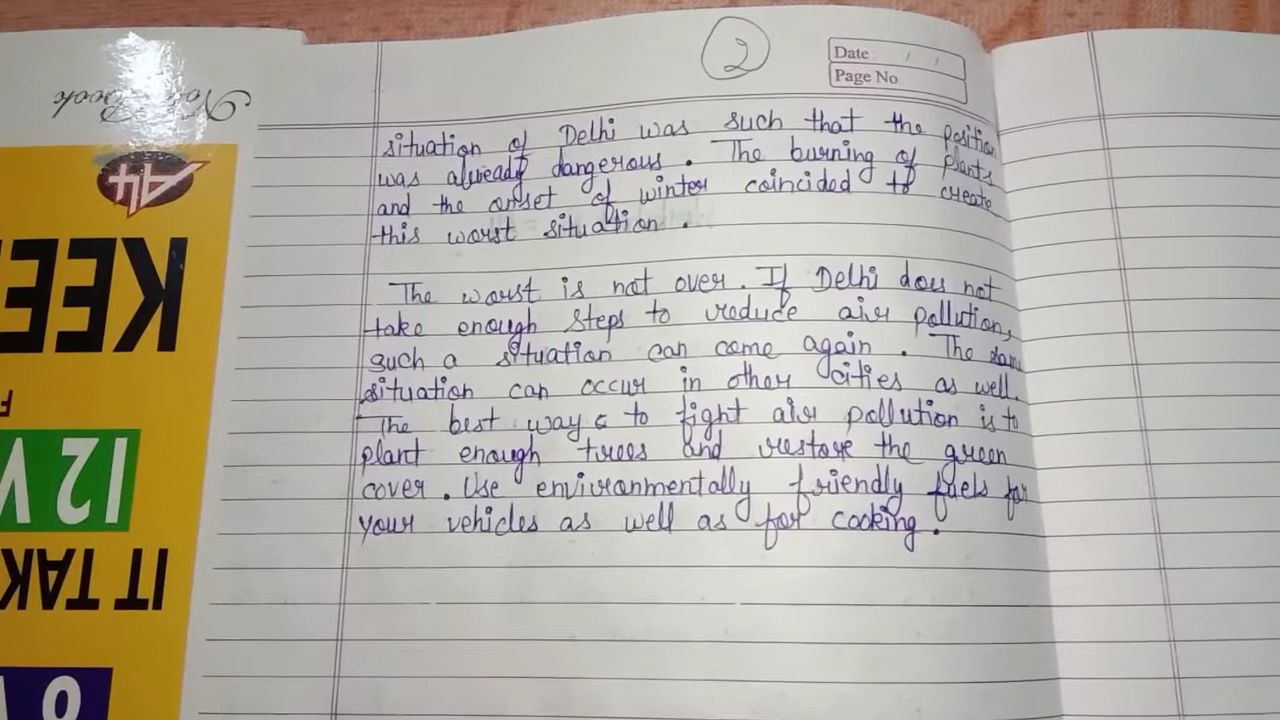 Note Book
A4
KEE
F
12 V
IT TAK
6 V
2
Date / /
Page No
situation of Delhi was such that the position
was already dangerous. The burning of plants
and the onset of winter coincided to create
this worst situation.
The worst is not over. If Delhi does not
take enough steps to reduce air pollution,
such a situation can come again. The same
situation can occur in other cities as well.
The best ways to fight air pollution is to
plant enough trees and restore the green
cover. Use environmentally friendly fuels for
your vehicles as well as for cooking.